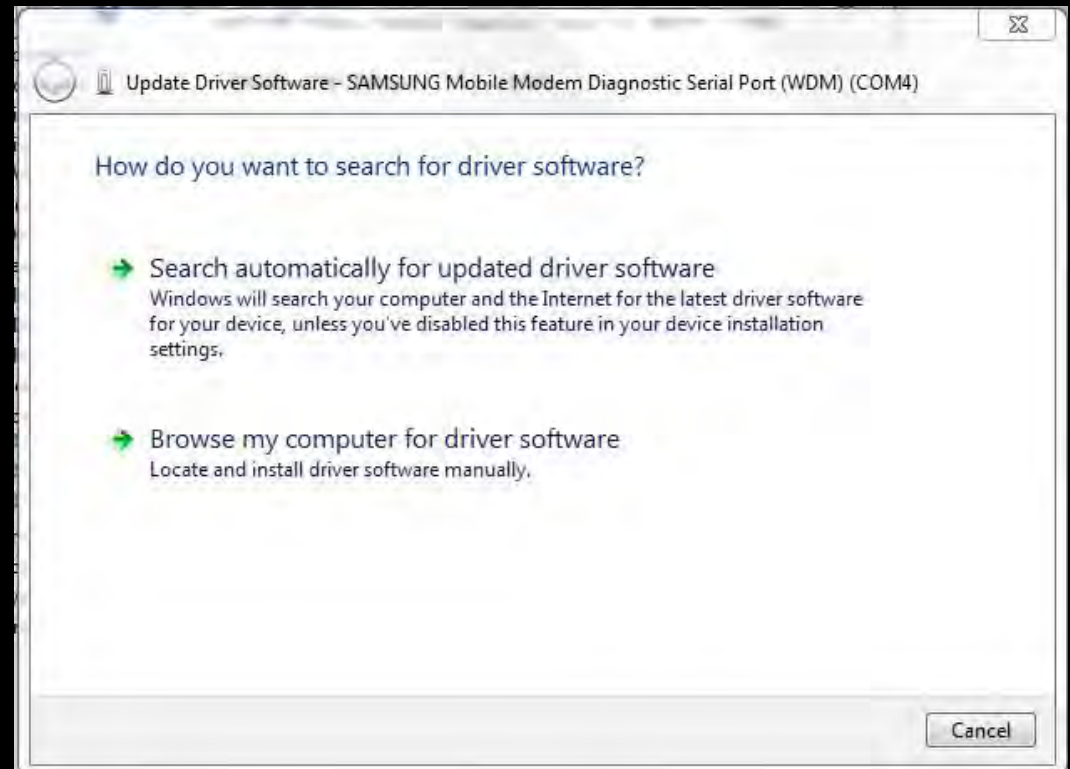 Update Driver Software - SAMSUNG Mobile Modem Diagnostic Serial Port (WDM) (COM4)
How do you want to search for driver software?
Search automatically for updated driver software
Windows will search your computer and the Internet for the latest driver software
for your device, unless you've disabled this feature in your device installation
settings.
Browse my computer for driver software
Locate and install driver software manually.
Cancel